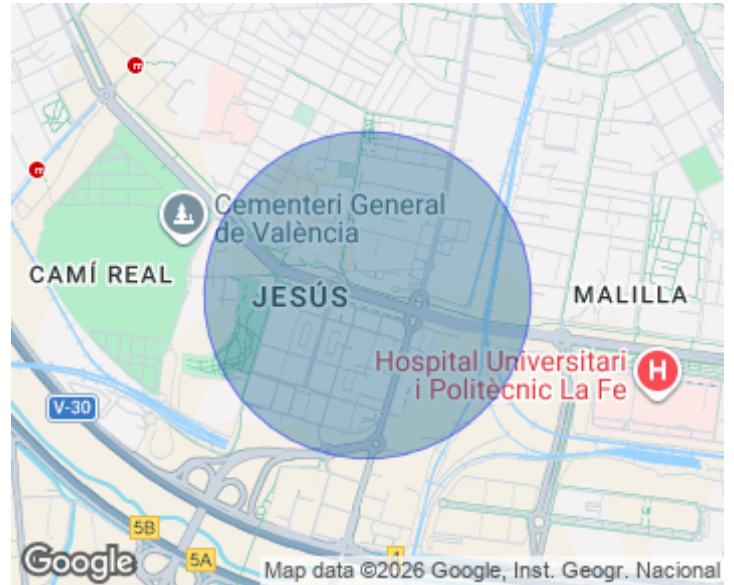 Cementeri General
de València
CAMÍ REAL
JESÚS
MALILLA
Hospital Universitari
i Politècnic La Fe
H
V-30
5B
5A
4
Google
Map data ©2026 Google, Inst. Geogr. Nacional